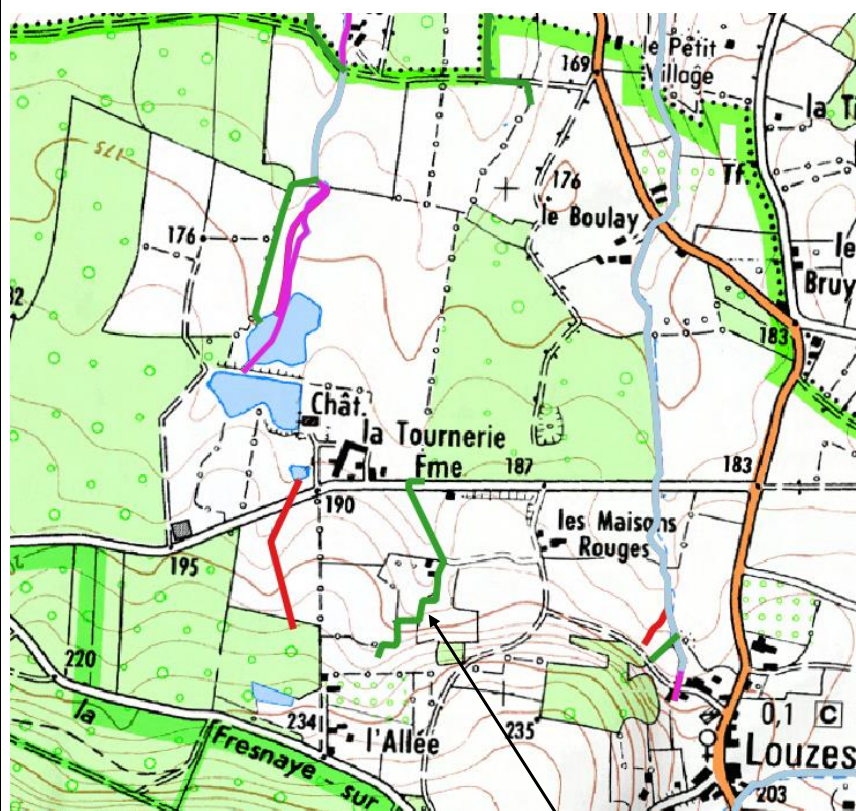 le Petit
Village
169
la T
175
Tf.
176
le Boulay
176
le
Bruy
183
Chât.
la Tournerie
Fme
187
183
190
les Maisons
Rouges
195
220
la
234
235
l'Allée
0,1 C
Fresnaye - sur
Louzes
203